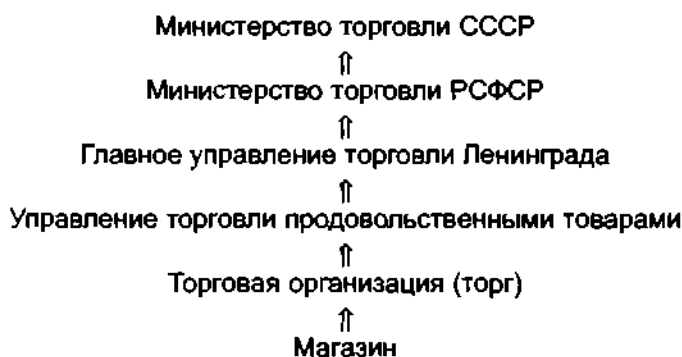 Министерство торговли СССР
⇑
Министерство торговли РСФСР
⇑
Главное управление торговли Ленинграда
⇑
Управление торговли продовольственными товарами
⇑
Торговая организация (торг)
⇑
Магазин